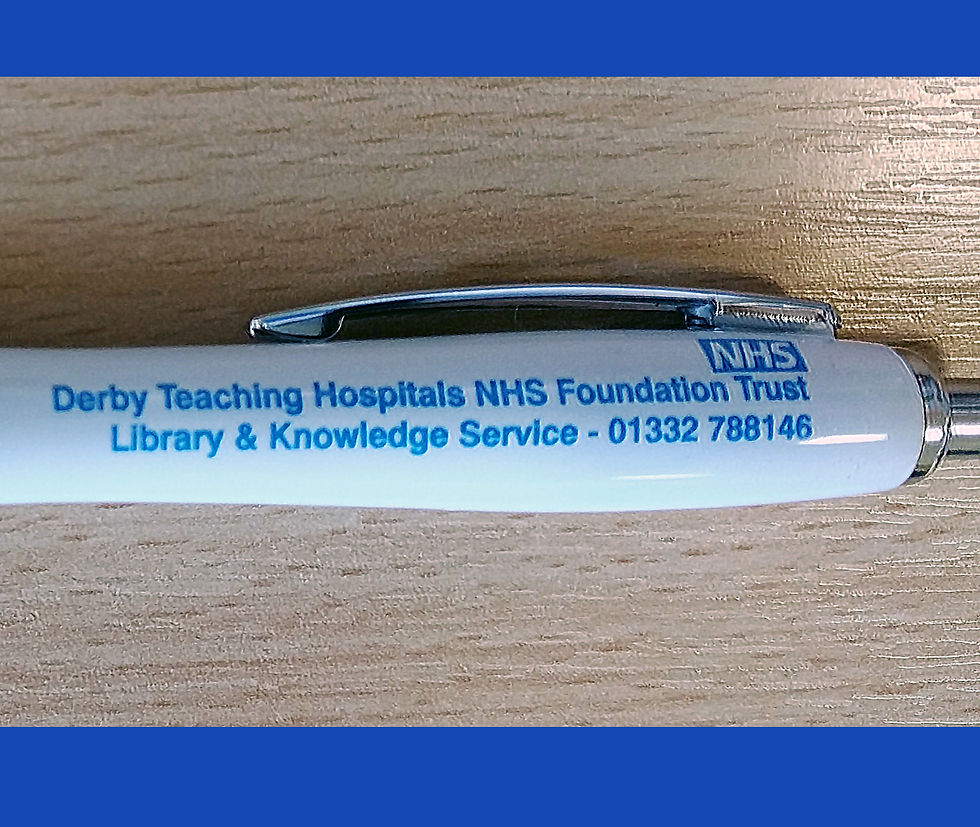 NHS
Derby Teaching Hospitals NHS Foundation Trust
Library & Knowledge Service - 01332 788146